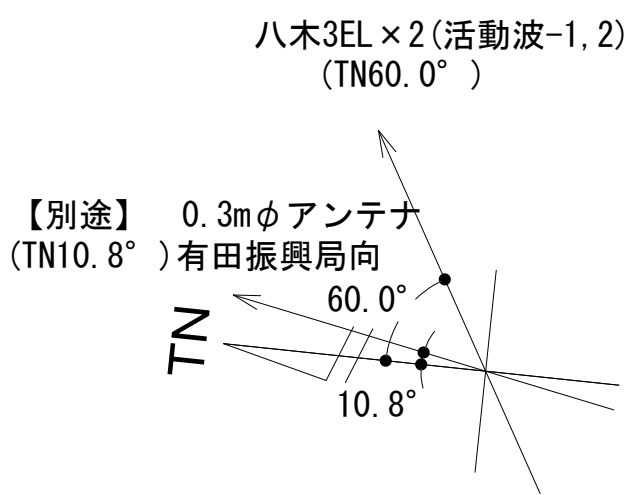 八木3EL×2(活動波-1,2)
(TN60.0°)
【別途】 0.3mφアンテナ
(TN10.8°)有田振興局向
60.0°
TN
10.8°